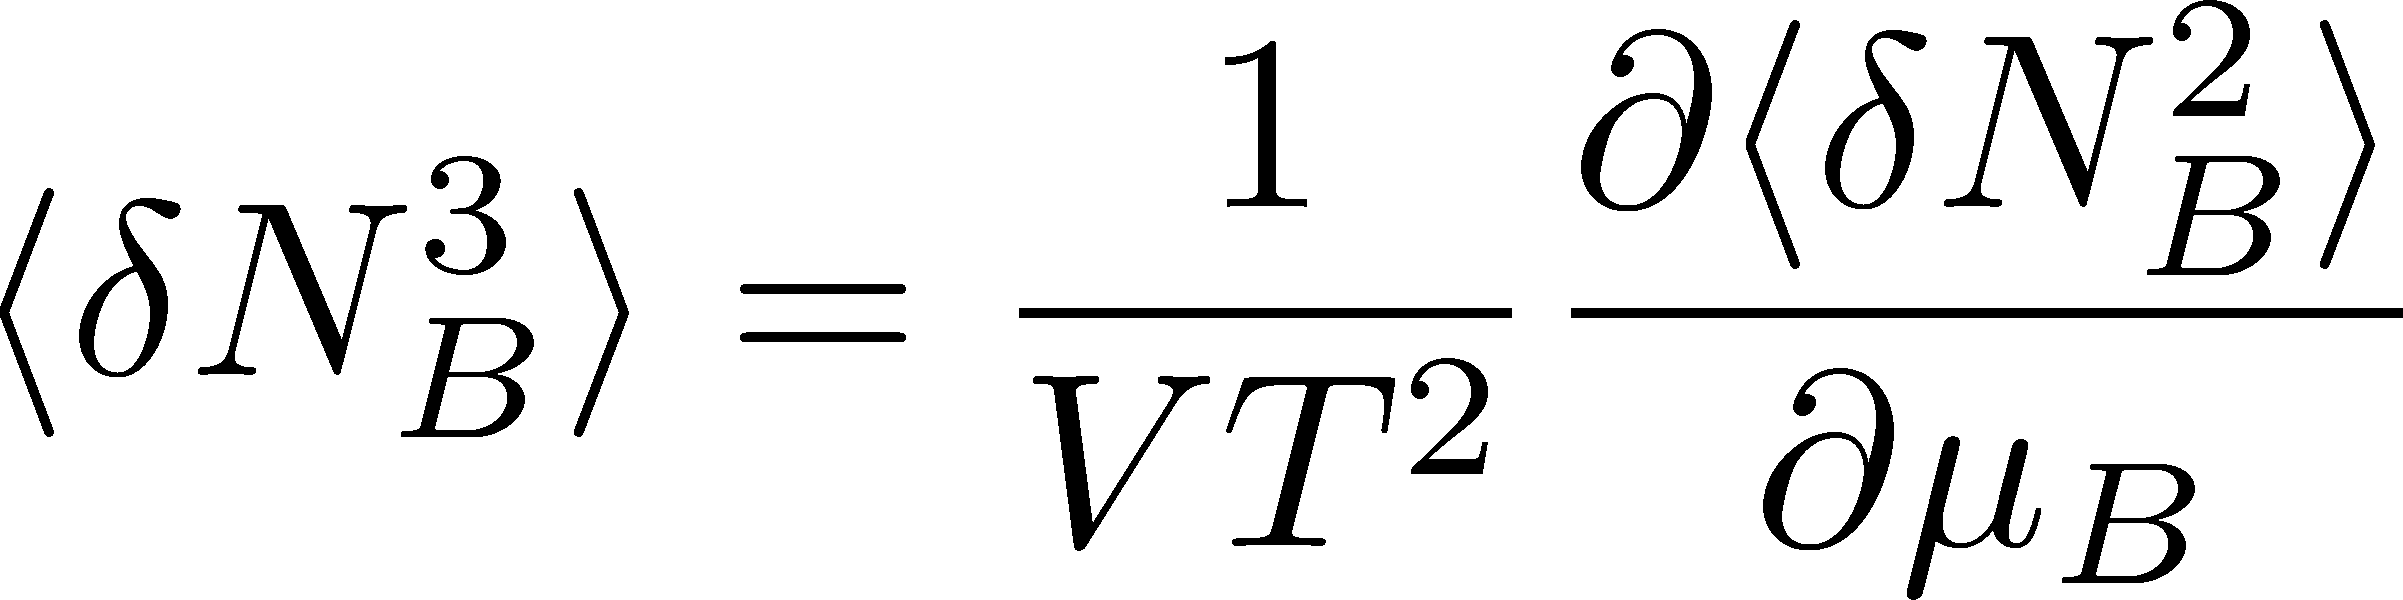 ⟨δN_B^3⟩ = \frac{1}{VT^2} \frac{∂⟨δN_B^2⟩}{∂μ_B}